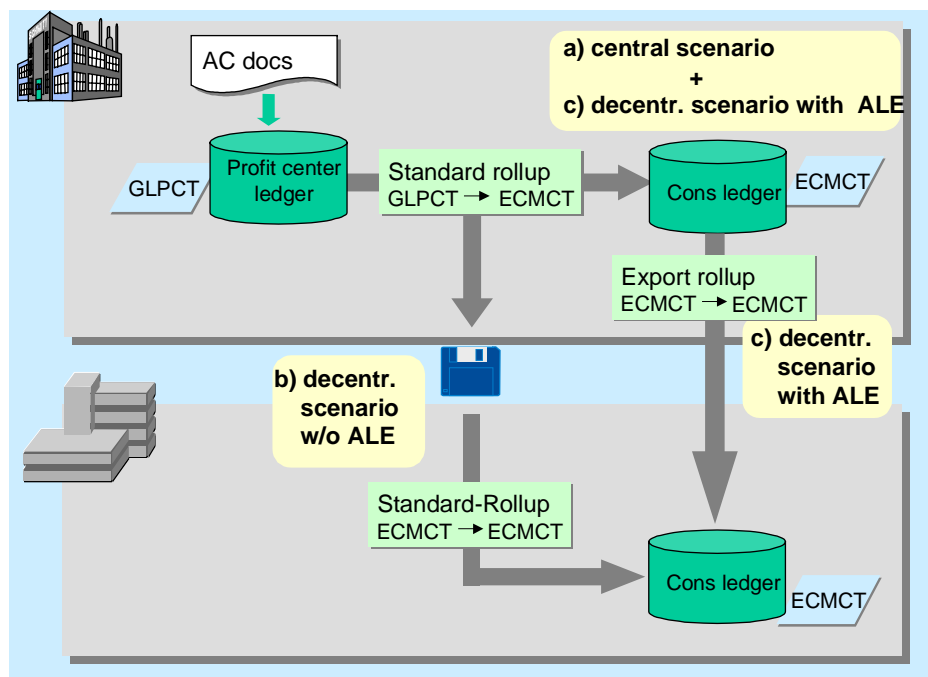 AC docs
a) central scenario
+
c) decentr. scenario with ALE
GLPCT
Profit center
ledger
Standard rollup
GLPCT → ECMCT
Cons ledger
ECMCT
Export rollup
ECMCT → ECMCT
b) decentr.
scenario
w/o ALE
c) decentr.
scenario
with ALE
Standard-Rollup
ECMCT → ECMCT
Cons ledger
ECMCT